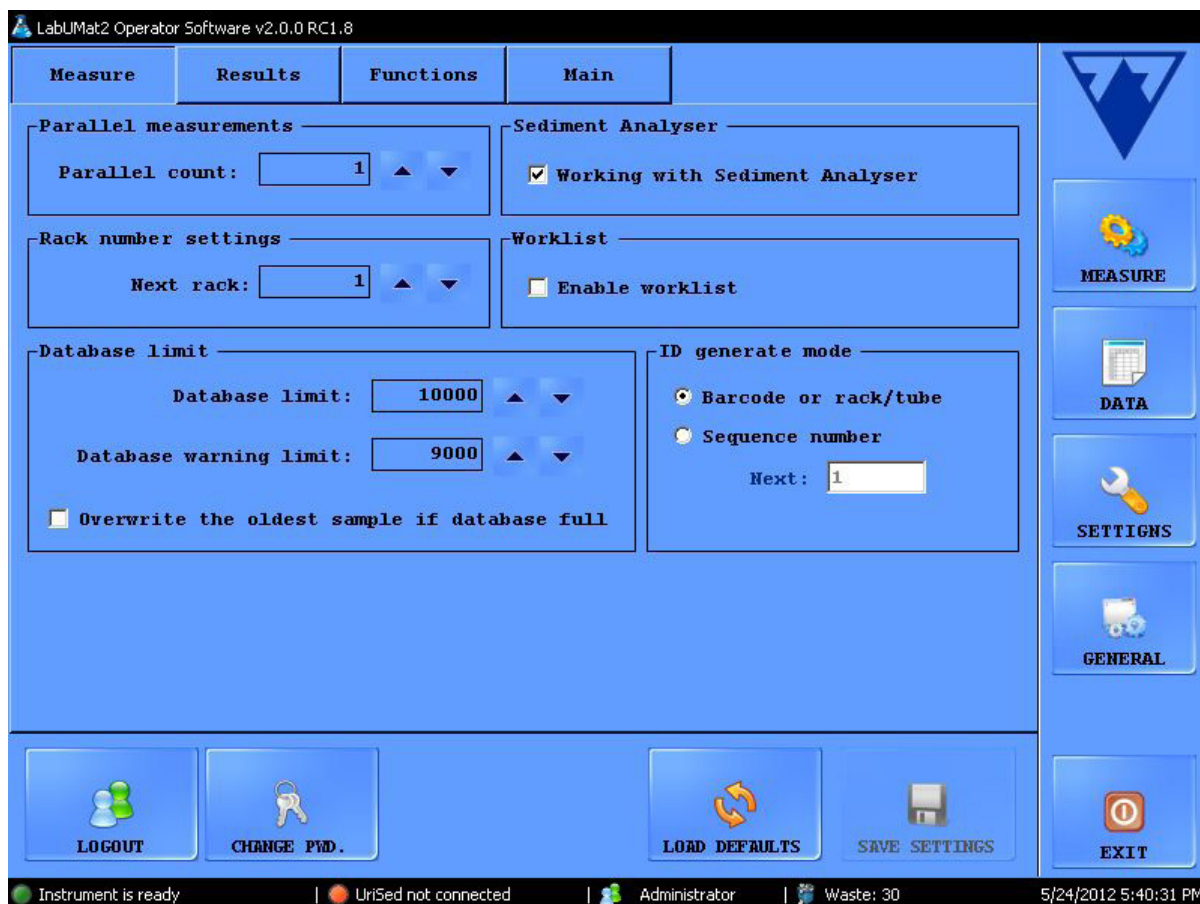 LabUMat2 Operator Software v2.0.0 RC1.8
Measure Results Functions Main
Parallel measurements
Parallel count: 1
Sediment Analyser
Working with Sediment Analyser
Rack number settings
Next rack: 1
Worklist
Enable worklist
Database limit
Database limit: 10000
Database warning limit: 9000
Overwrite the oldest sample if database full
ID generate mode
Barcode or rack/tube
Sequence number
Next: 1
MEASURE
DATA
SETTIGNS
GENERAL
LOGOUT CHANGE PWD. LOAD DEFAULTS SAVE SETTINGS EXIT
Instrument is ready | UriSed not connected | Administrator | Waste: 30 5/24/2012 5:40:31 PM